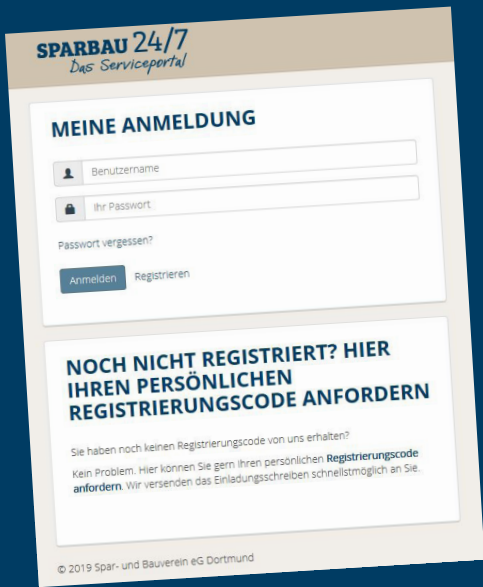 SPARBAU 24/7
Das Serviceportal
MEINE ANMELDUNG
Benutzername
Ihr Passwort
Passwort vergessen?
Anmelden Registrieren
NOCH NICHT REGISTRIERT? HIER
IHREN PERSÖNLICHEN
REGISTRIERUNGSCODE ANFORDERN
Sie haben noch keinen Registrierungscode von uns erhalten?
Kein Problem. Hier können Sie gern ihren persönlichen Registrierungscode
anfordern. Wir versenden das Einladungsschreiben schnellstmöglich an Sie.
© 2019 Spar- und Bauverein eG Dortmund